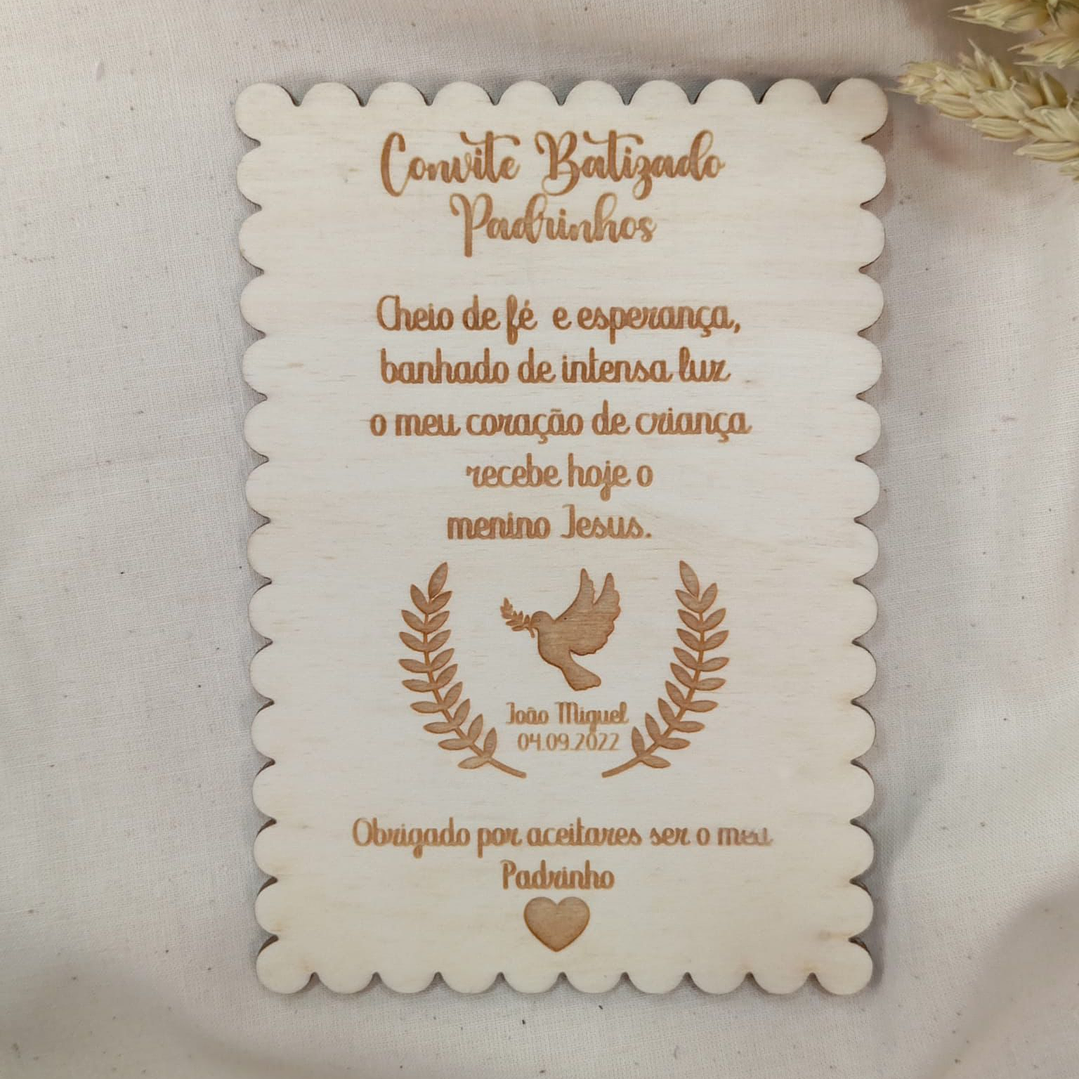 Convite Batizado
Padrinhos
Cheio de fé e esperança,
banhado de intensa luz
o meu coração de criança
recebe hoje o
menino Jesus.
João Miguel
04.09.2022
Obrigado por aceitares ser o meu
Padrinho